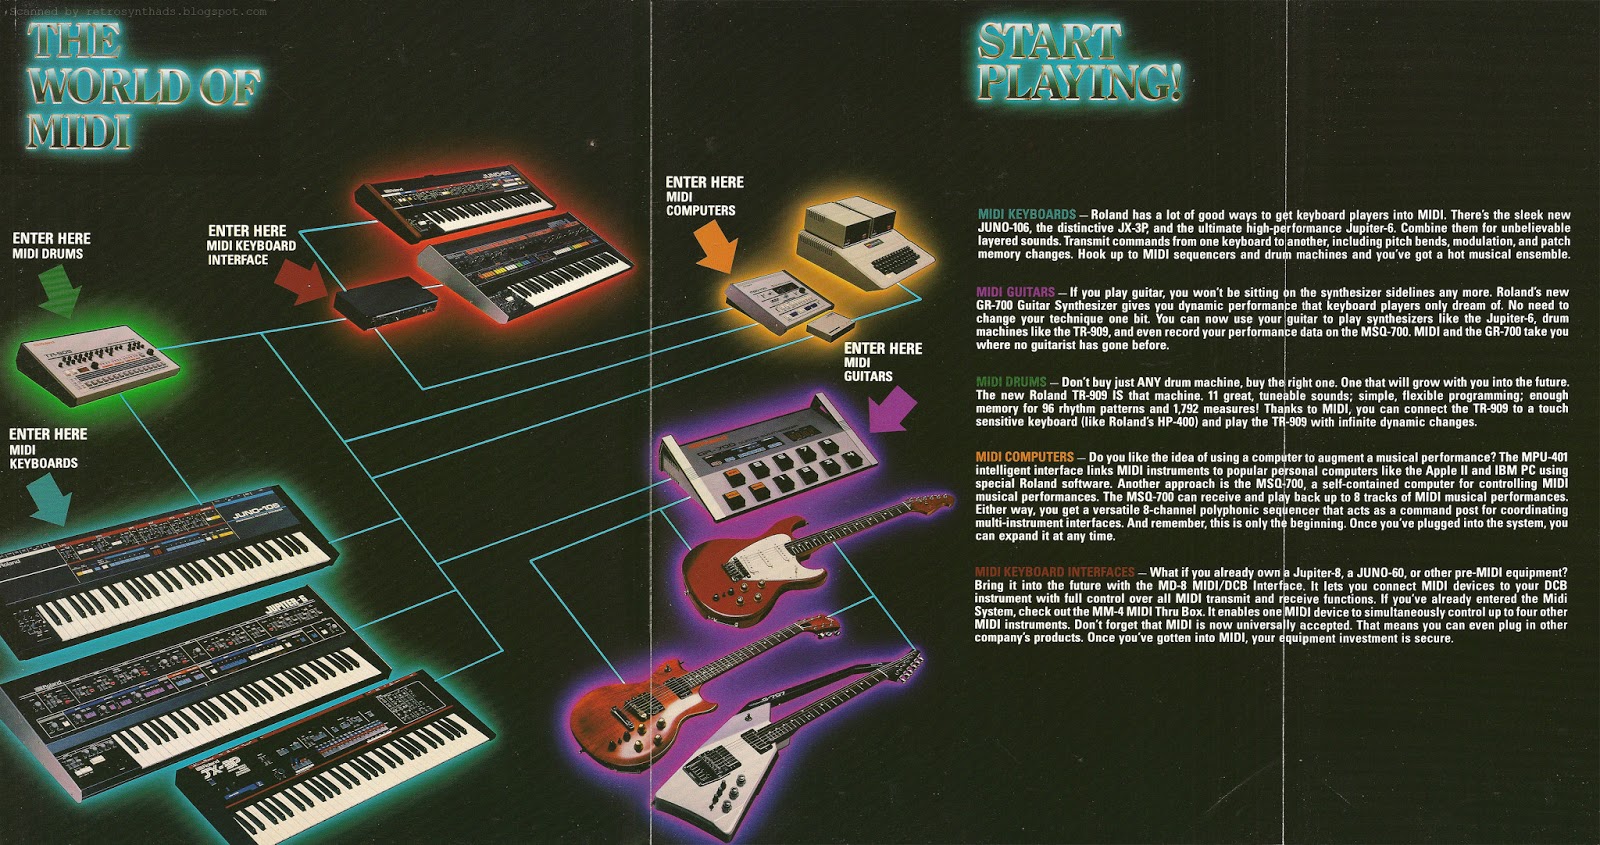 Scanned by retrosynthads.blogspot.com
THE
WORLD OF
MIDI
START
PLAYING!
ENTER HERE
MIDI DRUMS
ENTER HERE
MIDI KEYBOARD
INTERFACE
ENTER HERE
MIDI
COMPUTERS
ENTER HERE
MIDI
GUITARS
ENTER HERE
MIDI
KEYBOARDS
Roland
JUNO-60
TR-909
Roland
JUNO-106
JUPITER-6
Roland
JX-3P
G-707
MIDI KEYBOARDS — Roland has a lot of good ways to get keyboard players into MIDI. There's the sleek new
JUNO-106, the distinctive JX-3P, and the ultimate high-performance Jupiter-6. Combine them for unbelievable
layered sounds. Transmit commands from one keyboard to another, including pitch bends, modulation, and patch
memory changes. Hook up to MIDI sequencers and drum machines and you've got a hot musical ensemble.
MIDI GUITARS — If you play guitar, you won't be sitting on the synthesizer sidelines any more. Roland's new
GR-700 Guitar Synthesizer gives you dynamic performance that keyboard players only dream of. No need to
change your technique one bit. You can now use your guitar to play synthesizers like the Jupiter-6, drum
machines like the TR-909, and even record your performance data on the MSQ-700. MIDI and the GR-700 take you
where no guitarist has gone before.
MIDI DRUMS — Don't buy just ANY drum machine, buy the right one. One that will grow with you into the future.
The new Roland TR-909 IS that machine. 11 great, tuneable sounds; simple, flexible programming; enough
memory for 96 rhythm patterns and 1,792 measures! Thanks to MIDI, you can connect the TR-909 to a touch
sensitive keyboard (like Roland's HP-400) and play the TR-909 with infinite dynamic changes.
MIDI COMPUTERS — Do you like the idea of using a computer to augment a musical performance? The MPU-401
intelligent interface links MIDI instruments to popular personal computers like the Apple II and IBM PC using
special Roland software. Another approach is the MSQ-700, a self-contained computer for controlling MIDI
musical performances. The MSQ-700 can receive and play back up to 8 tracks of MIDI musical performances.
Either way, you get a versatile 8-channel polyphonic sequencer that acts as a command post for coordinating
multi-instrument interfaces. And remember, this is only the beginning. Once you've plugged into the system, you
can expand it at any time.
MIDI KEYBOARD INTERFACES — What if you already own a Jupiter-8, a JUNO-60, or other pre-MIDI equipment?
Bring it into the future with the MD-8 MIDI/DCB Interface. It lets you connect MIDI devices to your DCB
instrument with full control over all MIDI transmit and receive functions. If you've already entered the Midi
System, check out the MM-4 MIDI Thru Box. It enables one MIDI device to simultaneously control up to four other
MIDI instruments. Don't forget that MIDI is now universally accepted. That means you can even plug in other
company's products. Once you've gotten into MIDI, your equipment investment is secure.